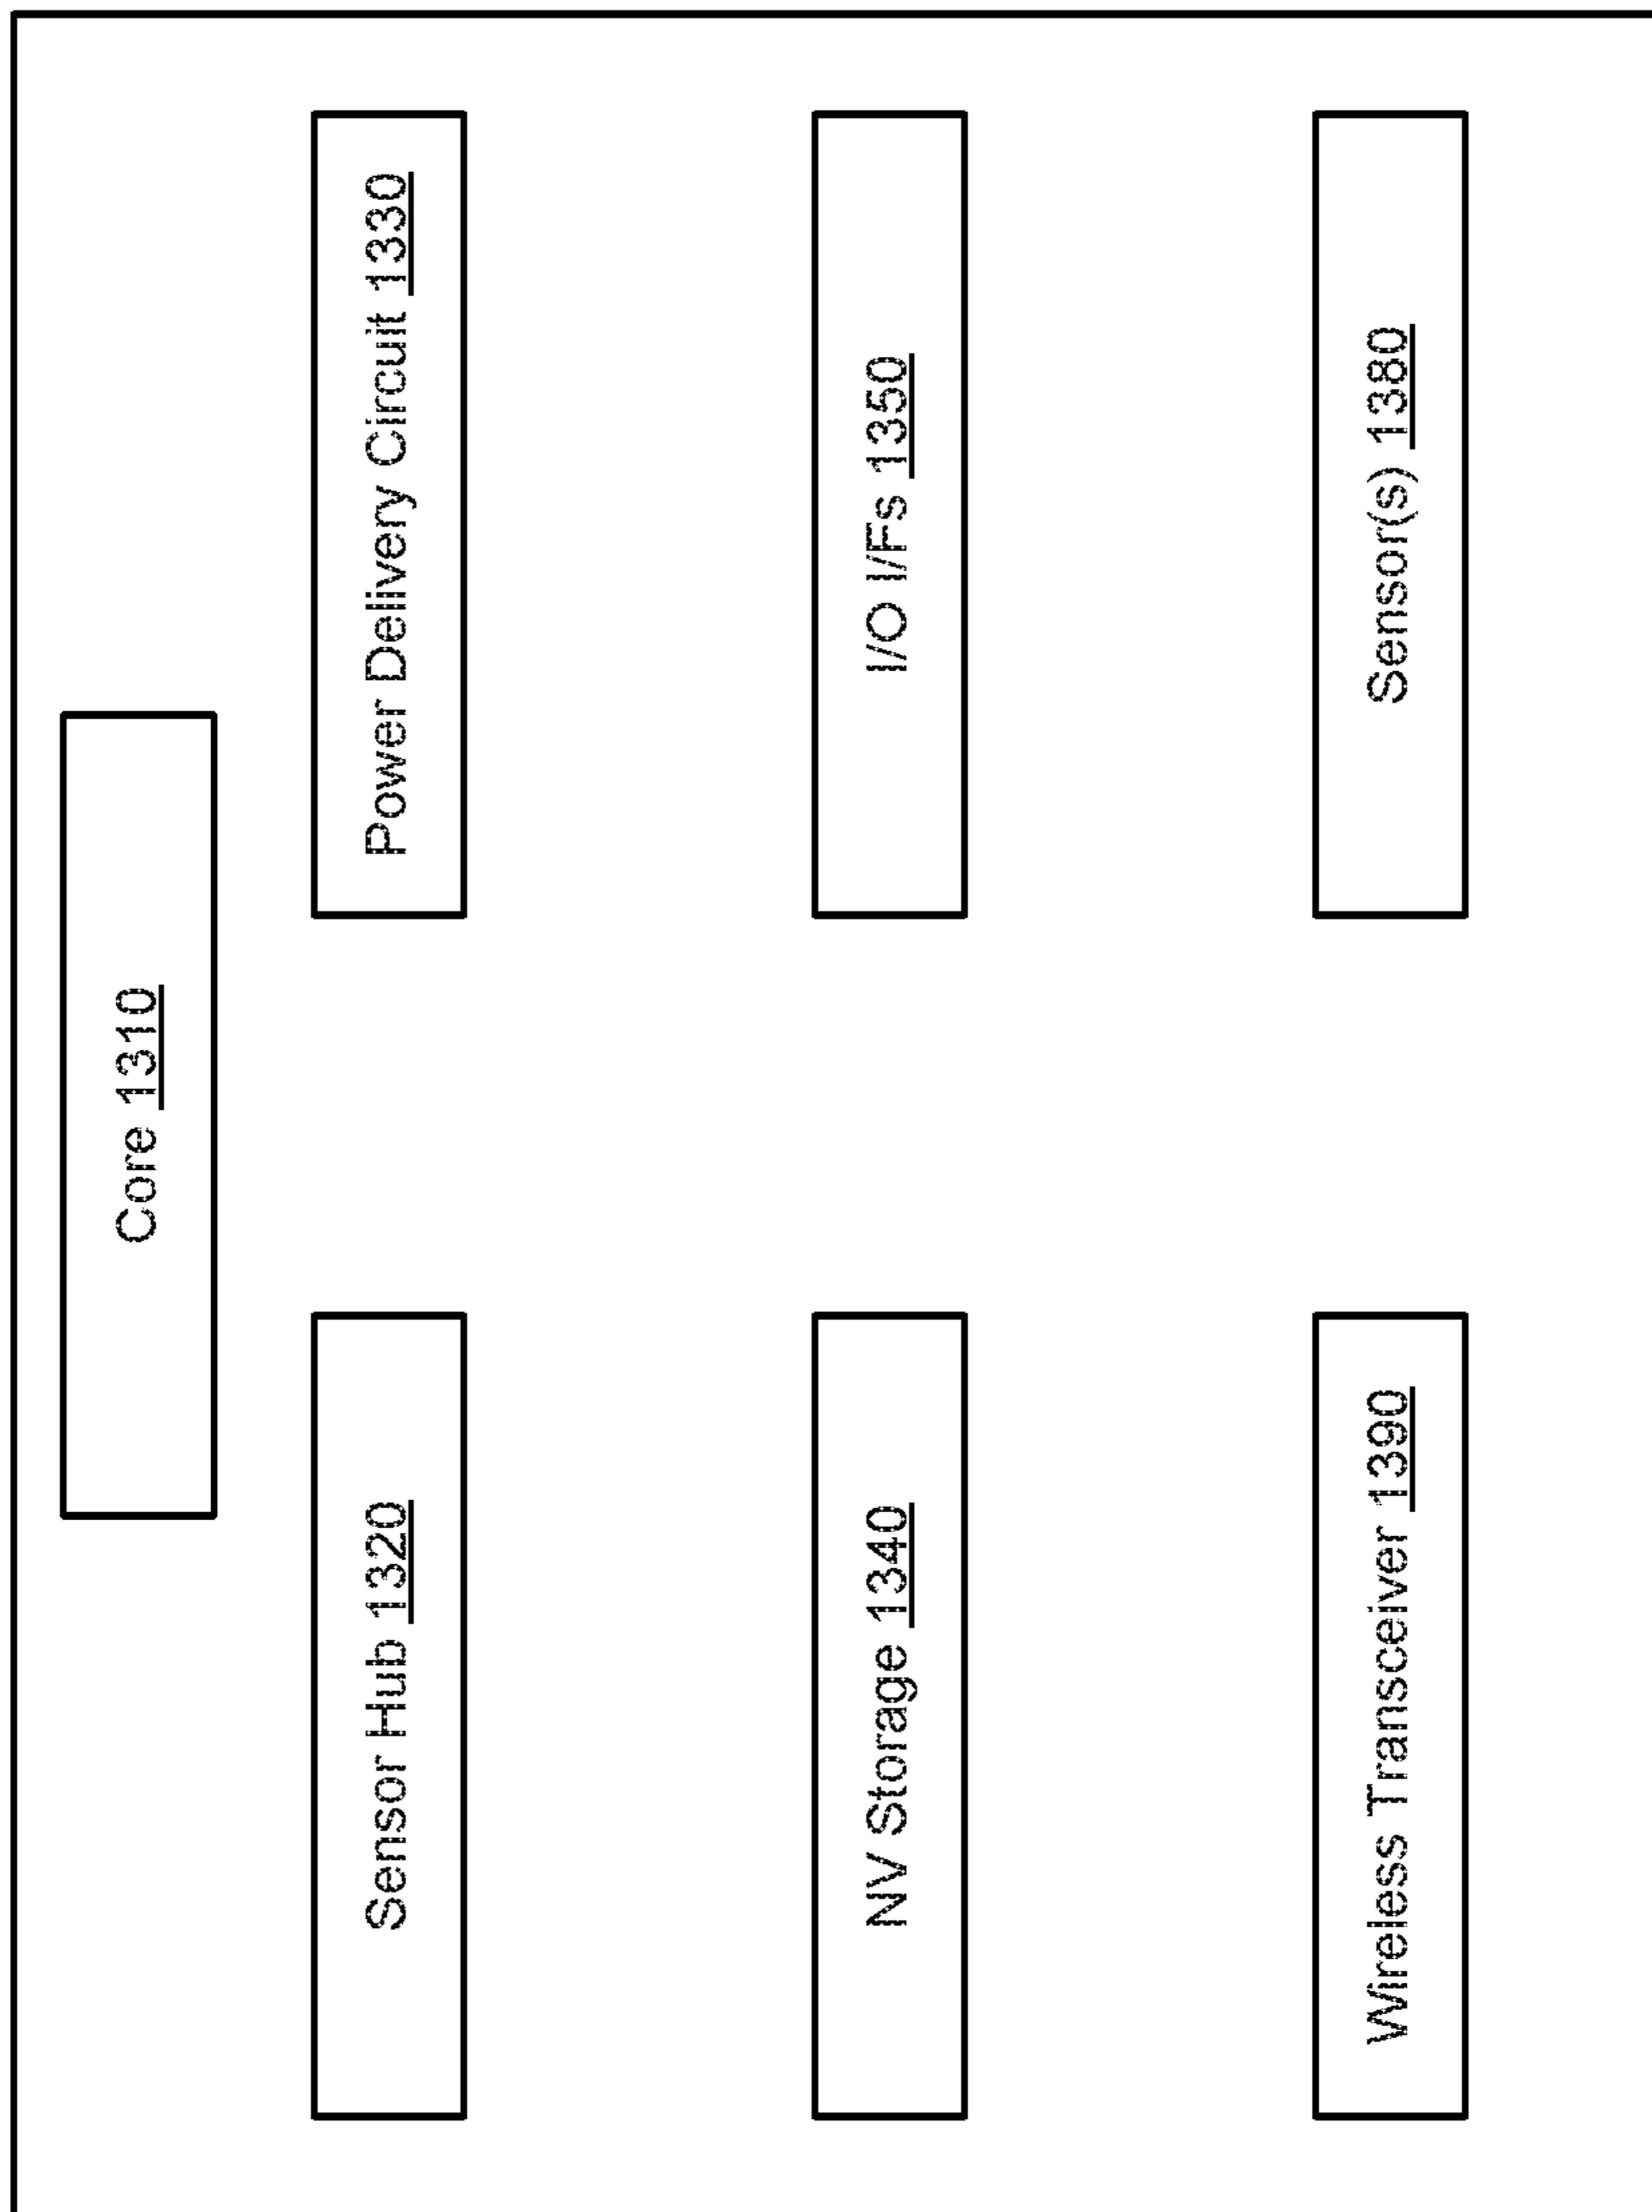 Core 1310
Sensor Hub 1320
Power Delivery Circuit 1330
NV Storage 1340
I/O I/Fs 1350
Wireless Transceiver 1390
Sensor(s) 1380